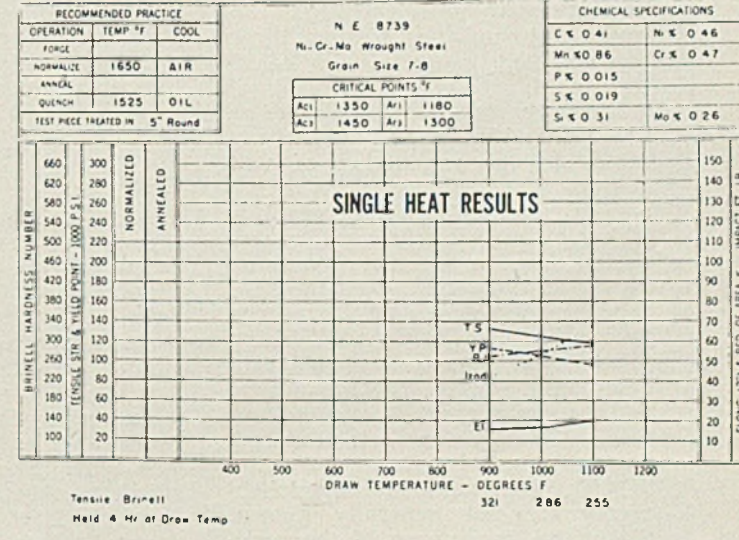 RECOMMENDED PRACTICE
OPERATION TEMP °F COOL
FORGE
NORMALIZE 1650 AIR
ANNEAL
QUENCH 1525 OIL
TEST PIECE TREATED IN 5" Round
N E 8739
Ni-Cr-Mo Wrought Steel
Grain Size 7-8
CRITICAL POINTS °F
Ac1 1350 Ar1 1180
Ac3 1450 Ar3 1300
CHEMICAL SPECIFICATIONS
C % 0 41 Ni % 0 46
Mn % 0 86 Cr % 0 47
P % 0 015
S % 0 019
Si % 0 31 Mo % 0 26
BRINELL HARDNESS NUMBER
660
620
580
540
500
460
420
380
340
300
260
220
180
140
100
TENSILE STR & YIELD POINT - 1000 P S I
300
280
260
240
220
200
180
160
140
120
100
80
60
40
20
NORMALIZED
ANNEALED
SINGLE HEAT RESULTS
T S
Y P
R A
Izod
El
150
140
130
120
110
100
90
80
70
60
50
40
30
20
10
400 500 600 700 800 900 1000 1100 1200
DRAW TEMPERATURE - DEGREES F
Tensile Brinell 321 286 255
Held 4 Hr at Draw Temp